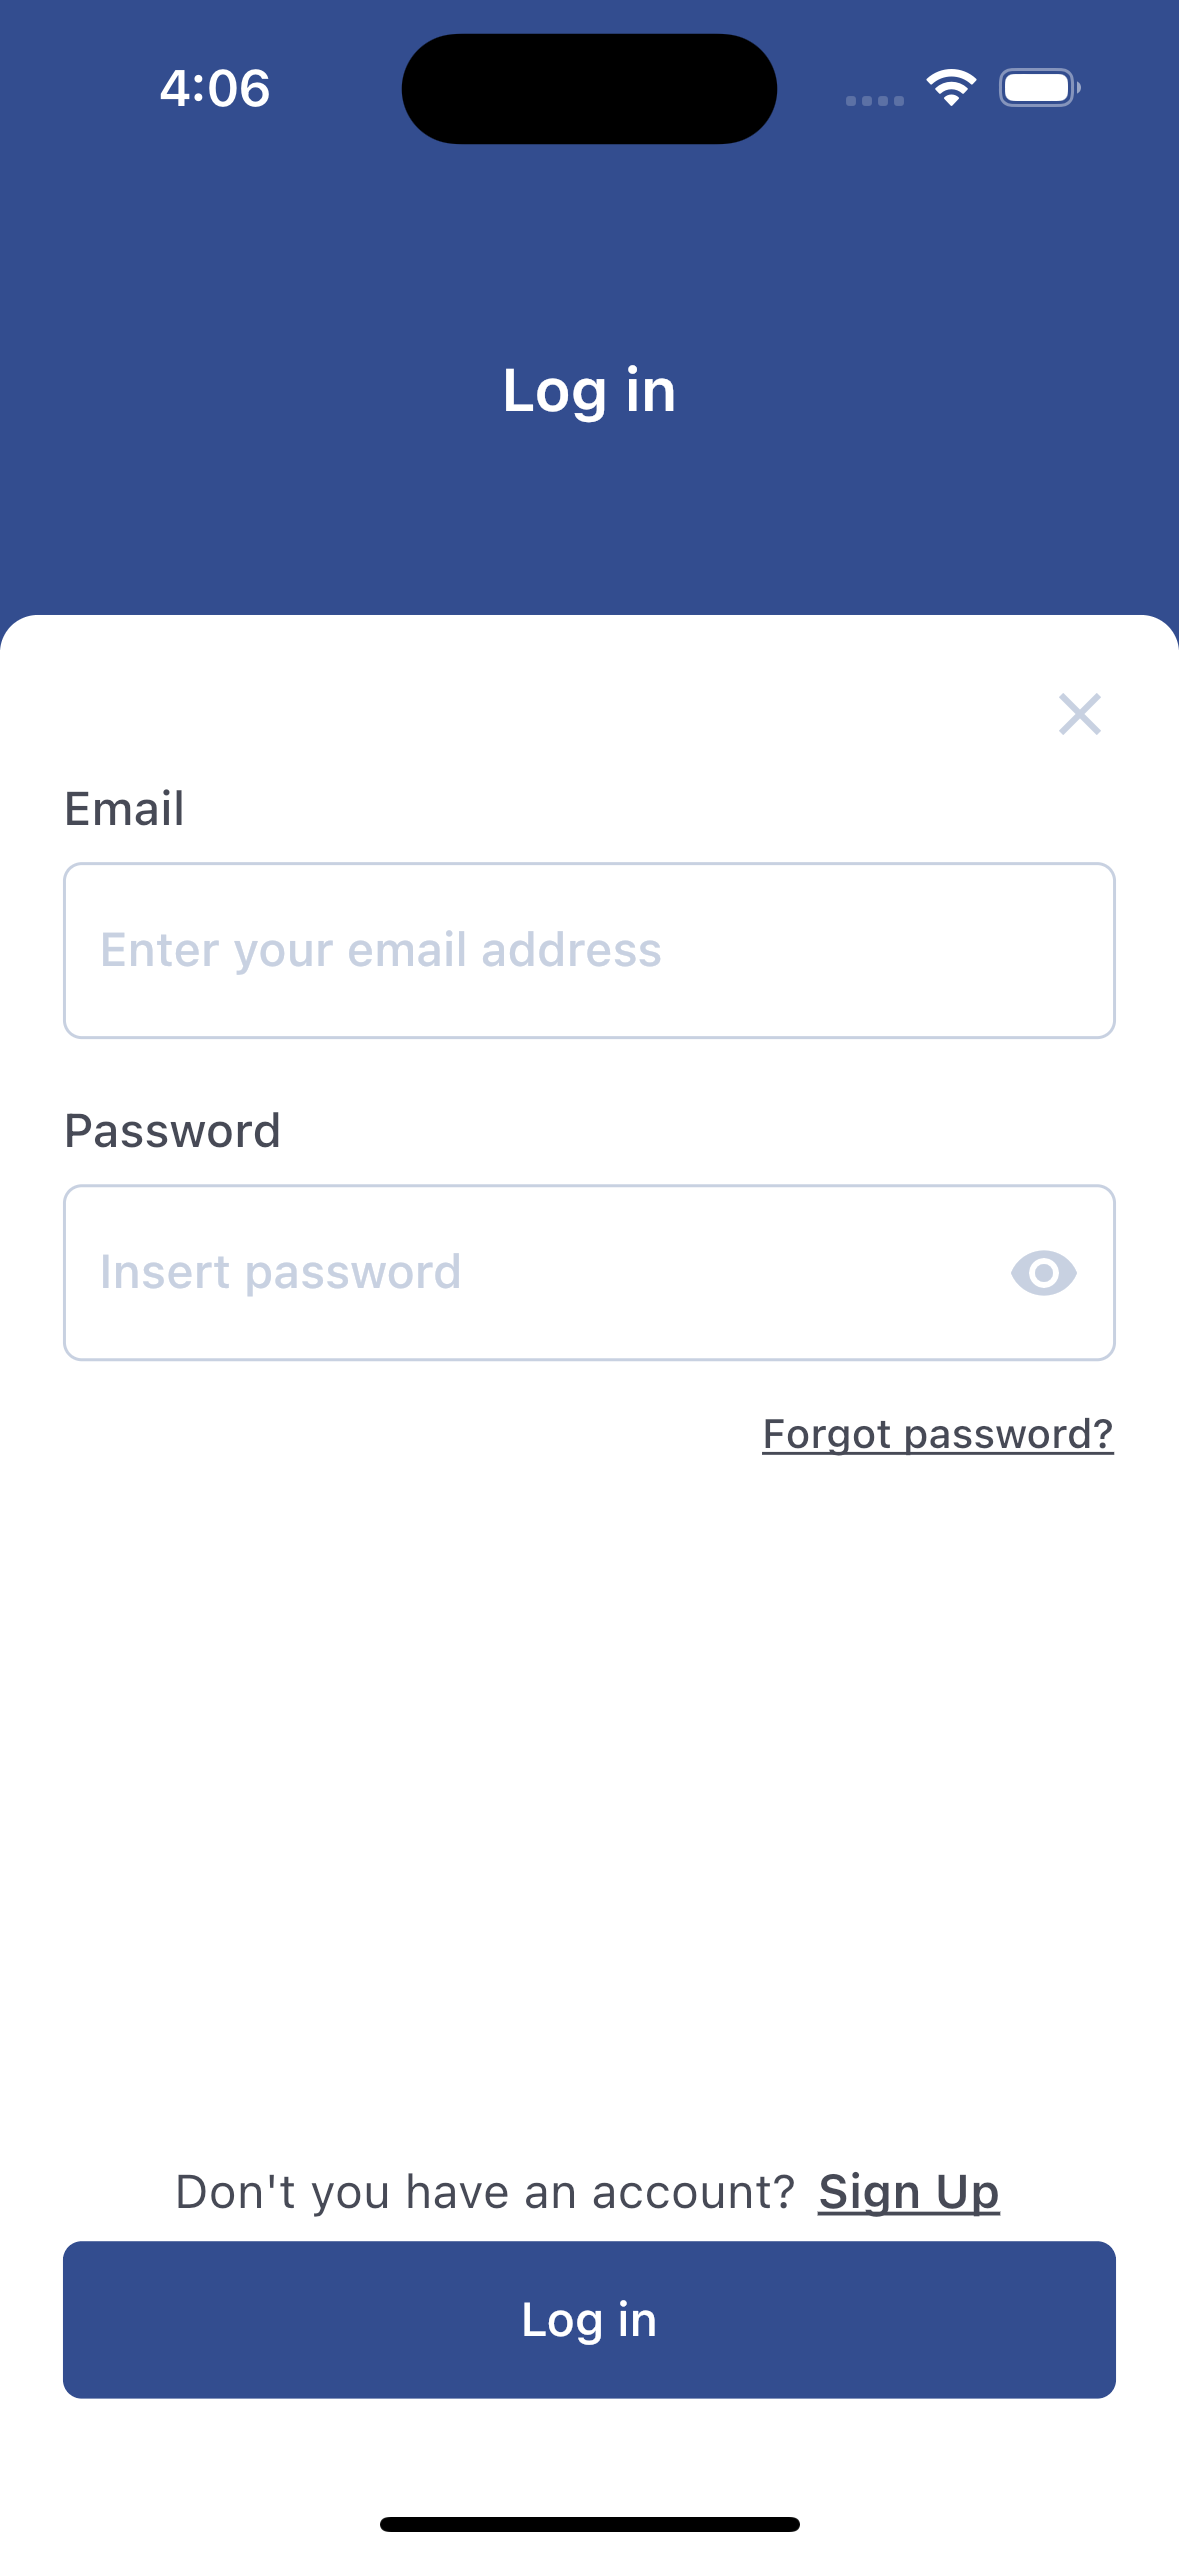 4:06
Log in
Email
Enter your email address
Password
Insert password
Forgot password?
Don't you have an account? Sign Up
Log in